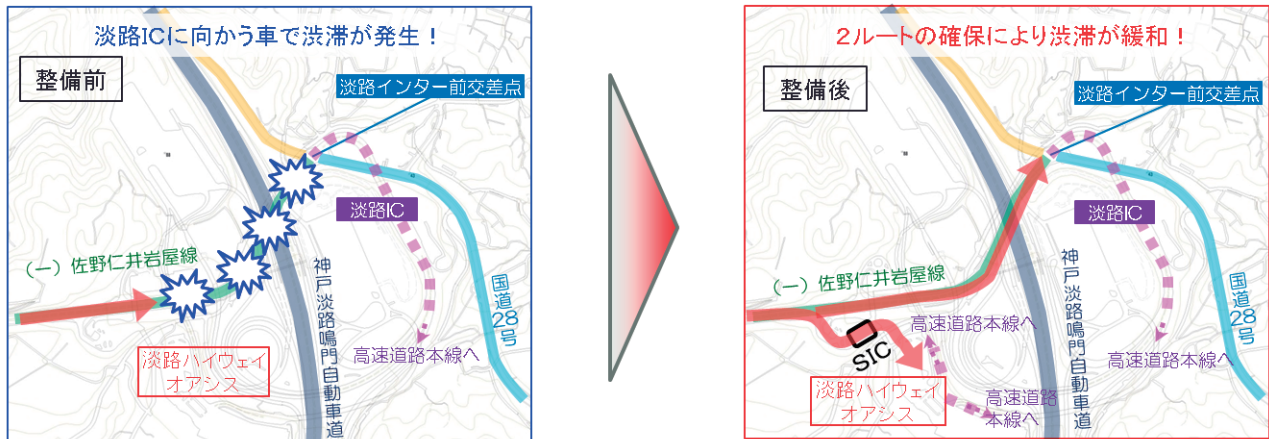 淡路ICに向かう車で渋滞が発生！
整備前
淡路インター前交差点
淡路IC
（一）佐野仁井岩屋線
神戸淡路鳴門自動車道
国道28号
高速道路本線へ
淡路ハイウェイ
オアシス
2ルートの確保により渋滞が緩和！
整備後
淡路インター前交差点
淡路IC
（一）佐野仁井岩屋線
神戸淡路鳴門自動車道
国道28号
高速道路本線へ
高速道路本線へ
SIC
淡路ハイウェイ
オアシス
高速道路
本線へ